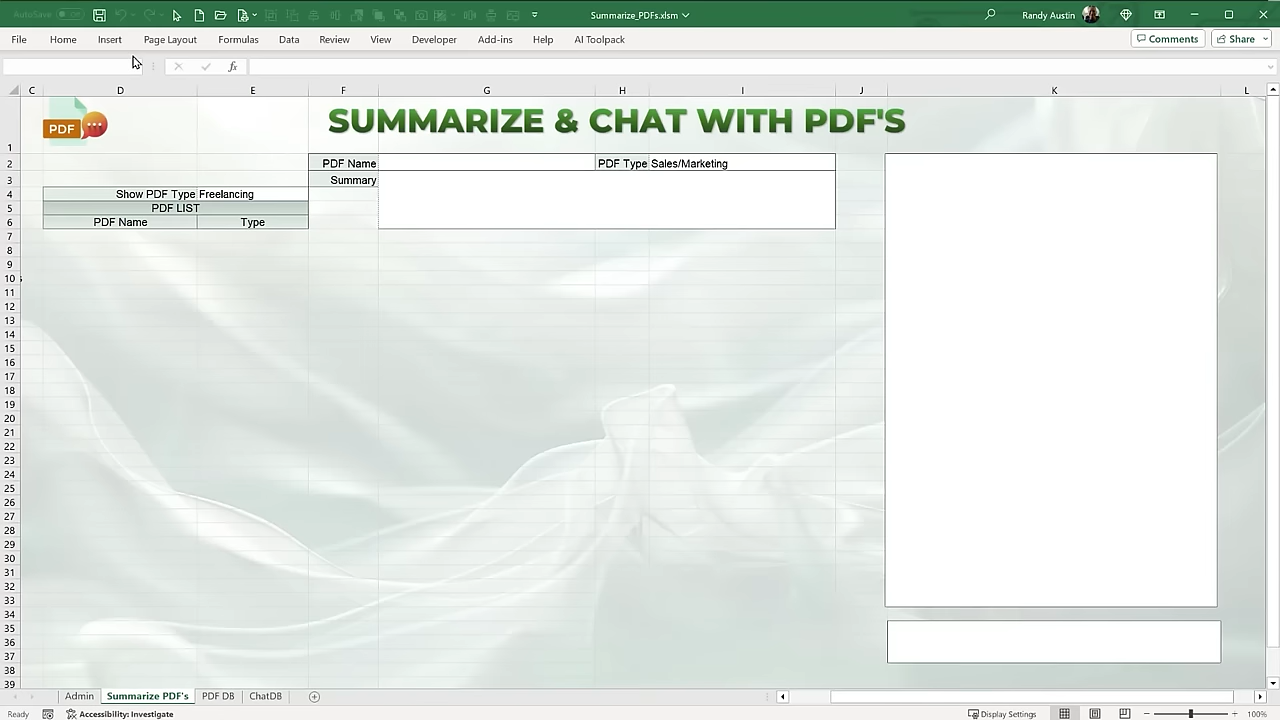 AutoSave Off
Summarize_PDFs.xlsm
Randy Austin
File Home Insert Page Layout Formulas Data Review View Developer Add-ins Help AI Toolpack
Comments Share
fx
C D E F G H I J K L
PDF
SUMMARIZE & CHAT WITH PDF'S
1
2 PDF Name PDF Type Sales/Marketing
3 Summary
4 Show PDF Type Freelancing
5 PDF LIST
6 PDF Name Type
7
8
9
10
11
12
13
14
15
16
17
18
19
20
21
22
23
24
25
26
27
28
29
30
31
32
33
34
35
36
37
38
39
Admin Summarize PDF's PDF DB ChatDB
Ready Accessibility: Investigate Display Settings 100%